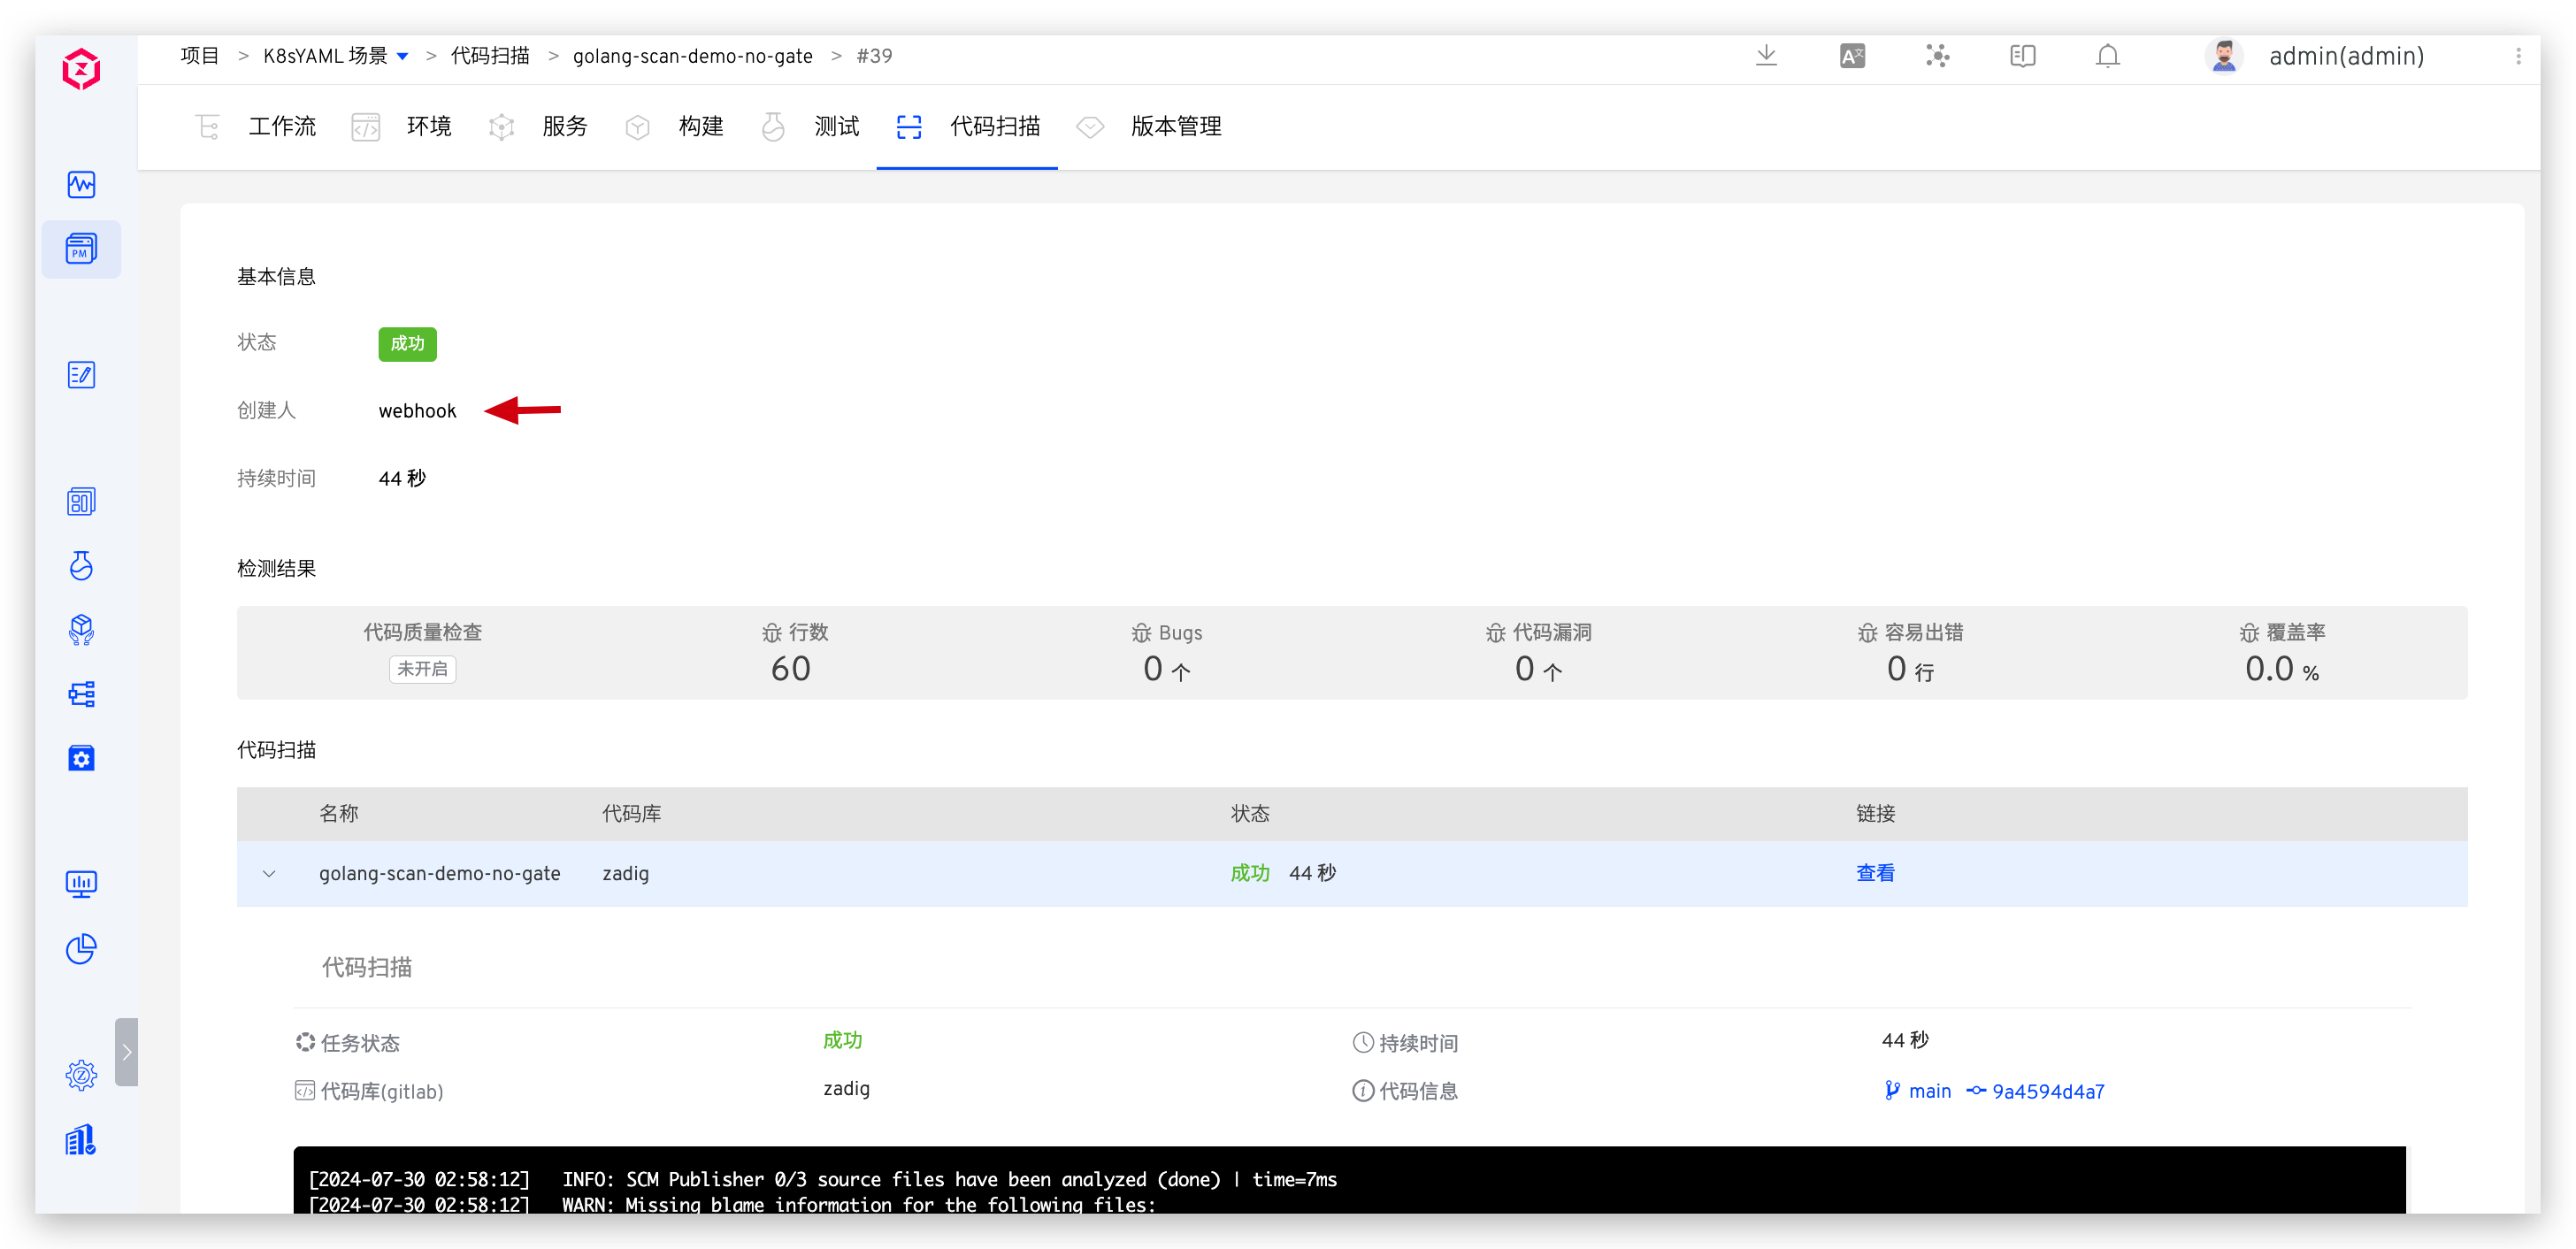 项目 > K8sYAML 场景 > 代码扫描 > golang-scan-demo-no-gate > #39
admin(admin)
工作流 环境 服务 构建 测试 代码扫描 版本管理
PM
基本信息
状态 成功
创建人 webhook
持续时间 44 秒
检测结果
代码质量检查 行数 Bugs 代码漏洞 容易出错 覆盖率
未开启 60 0 个 0 个 0 行 0.0 %
代码扫描
名称 代码库 状态 链接
golang-scan-demo-no-gate zadig 成功 44 秒 查看
代码扫描
任务状态 成功 持续时间 44 秒
代码库(gitlab) zadig 代码信息 main 9a4594d4a7
[2024-07-30 02:58:12] INFO: SCM Publisher 0/3 source files have been analyzed (done) | time=7ms
[2024-07-30 02:58:12] WARN: Missing blame information for the following files: